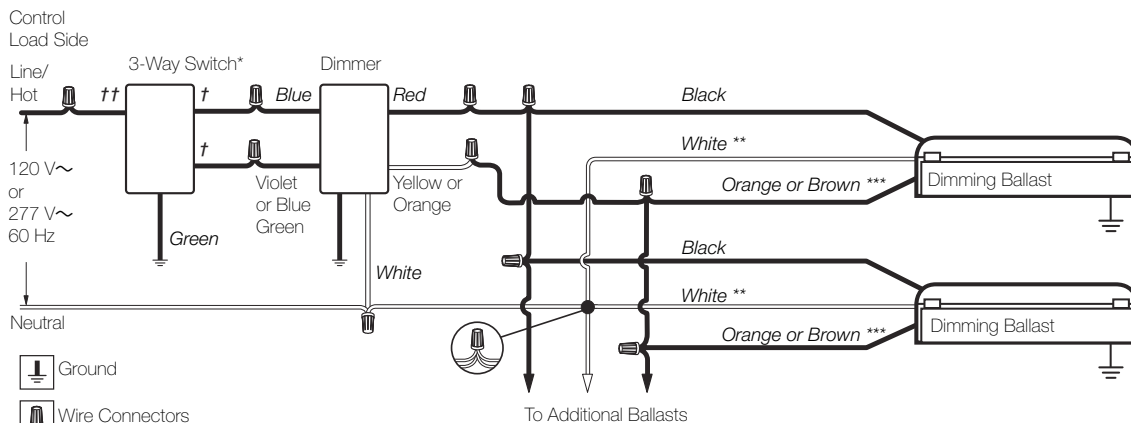 Control
Load Side
Line/
Hot
3-Way Switch*
Dimmer
††
†
Blue
Red
Black
120 V~
or
277 V~
60 Hz
†
Violet
or Blue
Green
Yellow or
Orange
White **
Orange or Brown ***
Dimming Ballast
Green
White
Black
White **
Orange or Brown ***
Dimming Ballast
Neutral
Ground
Wire Connectors
To Additional Ballasts